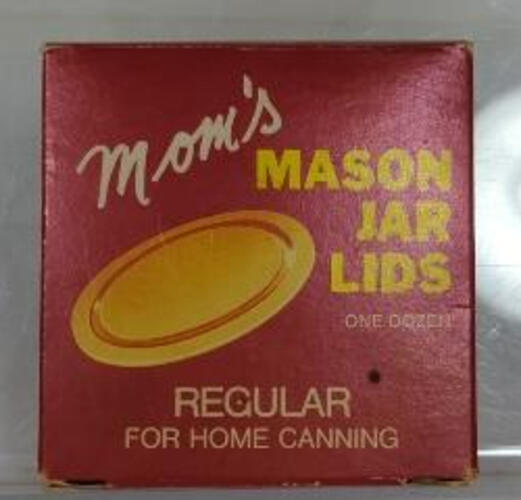 Mom's
MASON
JAR
LIDS
ONE DOZEN
REGULAR
FOR HOME CANNING